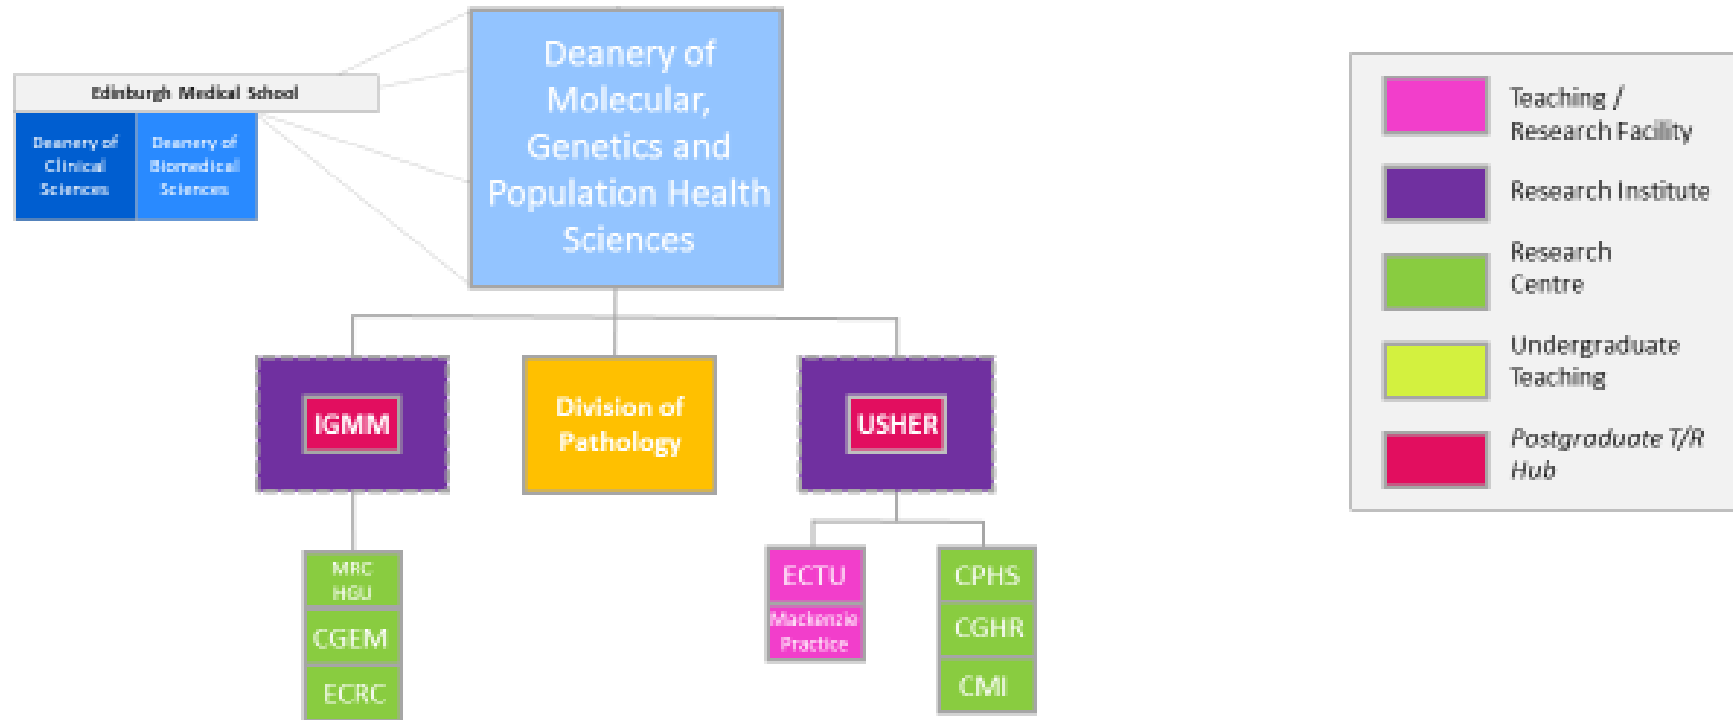 Edinburgh Medical School
Deanery of
Clinical
Sciences
Deanery of
Biomedical
Sciences
Deanery of
Molecular,
Genetics and
Population Health
Sciences
IGMM
Division of
Pathology
USHER
MRC
HGU
CGEM
ECRC
ECTU
Mackenzie
Practice
CPHS
CGHR
CMI
Teaching /
Research Facility
Research Institute
Research
Centre
Undergraduate
Teaching
Postgraduate T/R
Hub